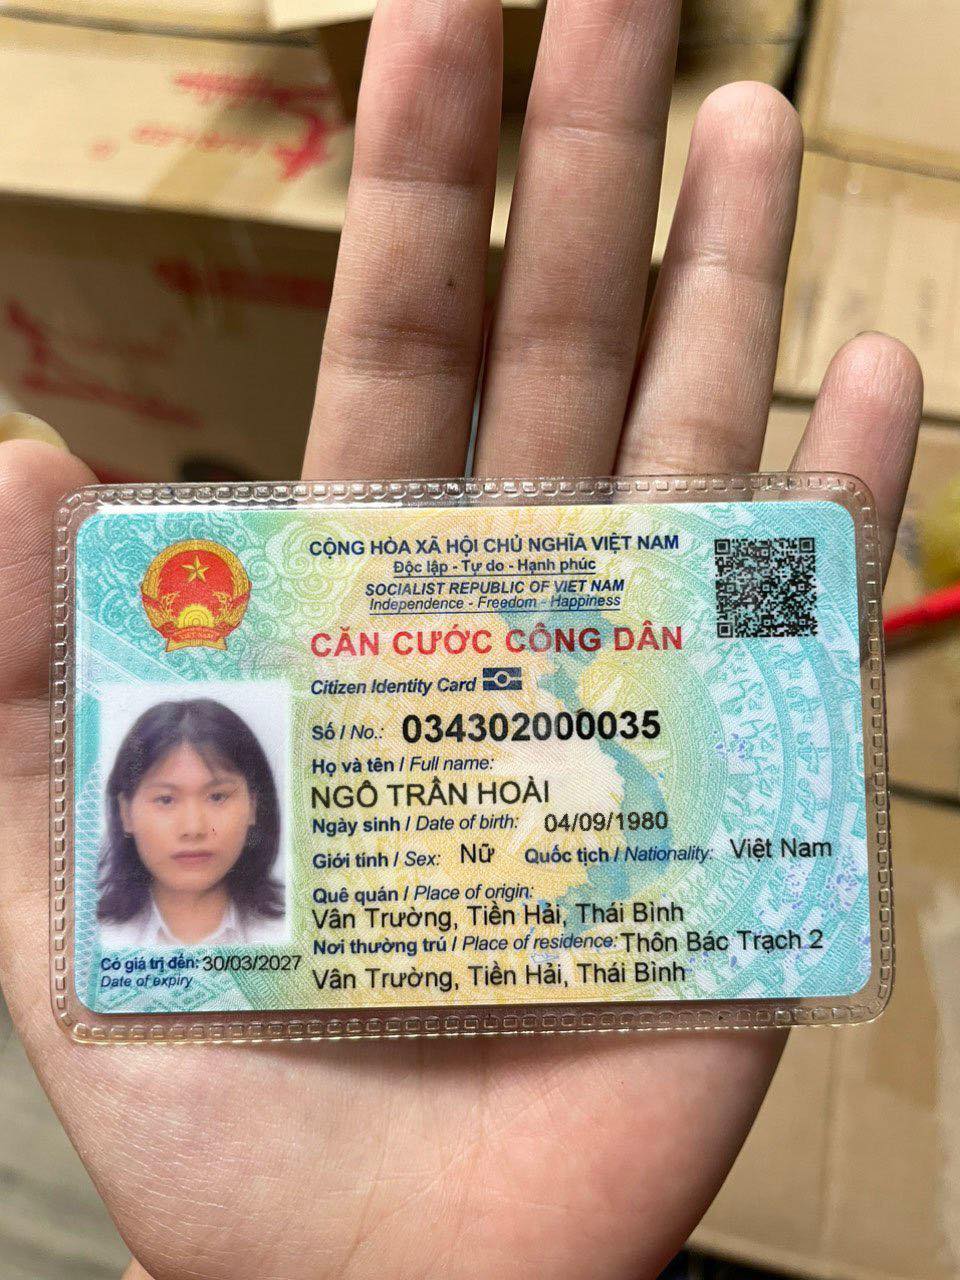 CỘNG HÒA XÃ HỘI CHỦ NGHĨA VIỆT NAM
Độc lập - Tự do - Hạnh phúc
SOCIALIST REPUBLIC OF VIET NAM
Independence - Freedom - Happiness
CĂN CƯỚC CÔNG DÂN
Citizen Identity Card
Số / No.: 034302000035
Họ và tên / Full name:
NGÔ TRẦN HOÀI
Ngày sinh / Date of birth: 04/09/1980
Giới tính / Sex: Nữ Quốc tịch / Nationality: Việt Nam
Quê quán / Place of origin:
Vân Trường, Tiền Hải, Thái Bình
Nơi thường trú / Place of residence: Thôn Bác Trạch 2
Vân Trường, Tiền Hải, Thái Bình
Có giá trị đến: 30/03/2027
Date of expiry
VIỆT NAM